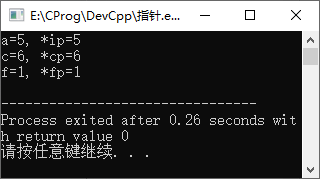 E:\CProg\DevCpp\指针.e...
a=5, *ip=5
c=6, *cp=6
f=1, *fp=1
--------------------------------
Process exited after 0.26 seconds wit
h return value 0
请按任意键继续. . .